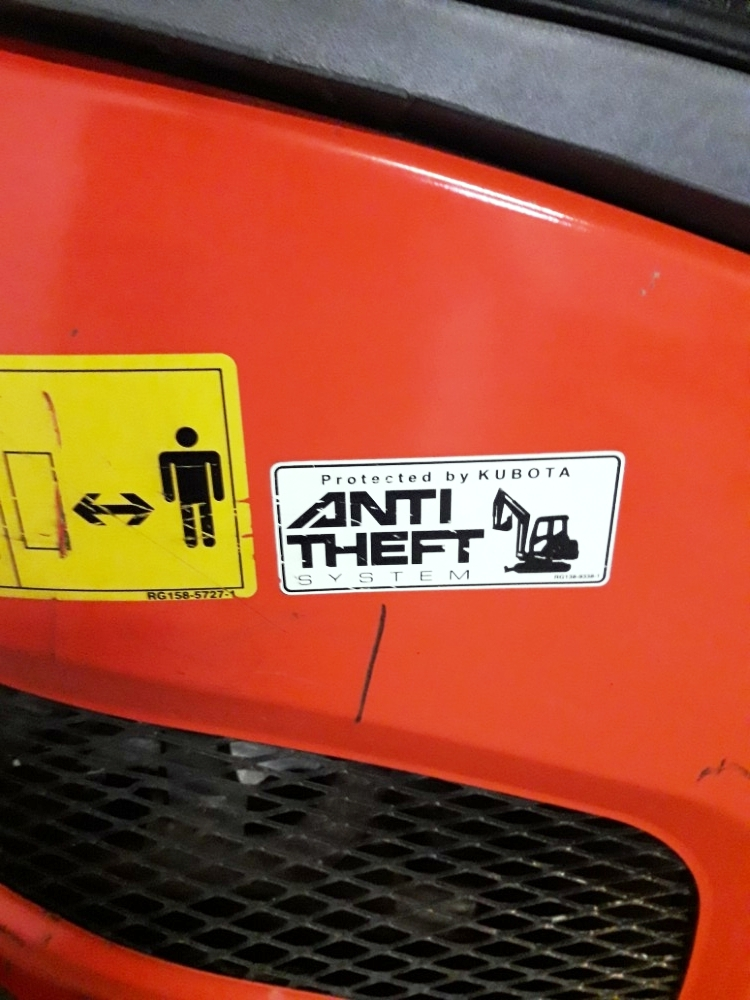 Protected by KUBOTA
ANTI
THEFT
SYSTEM
RG158-5727-1